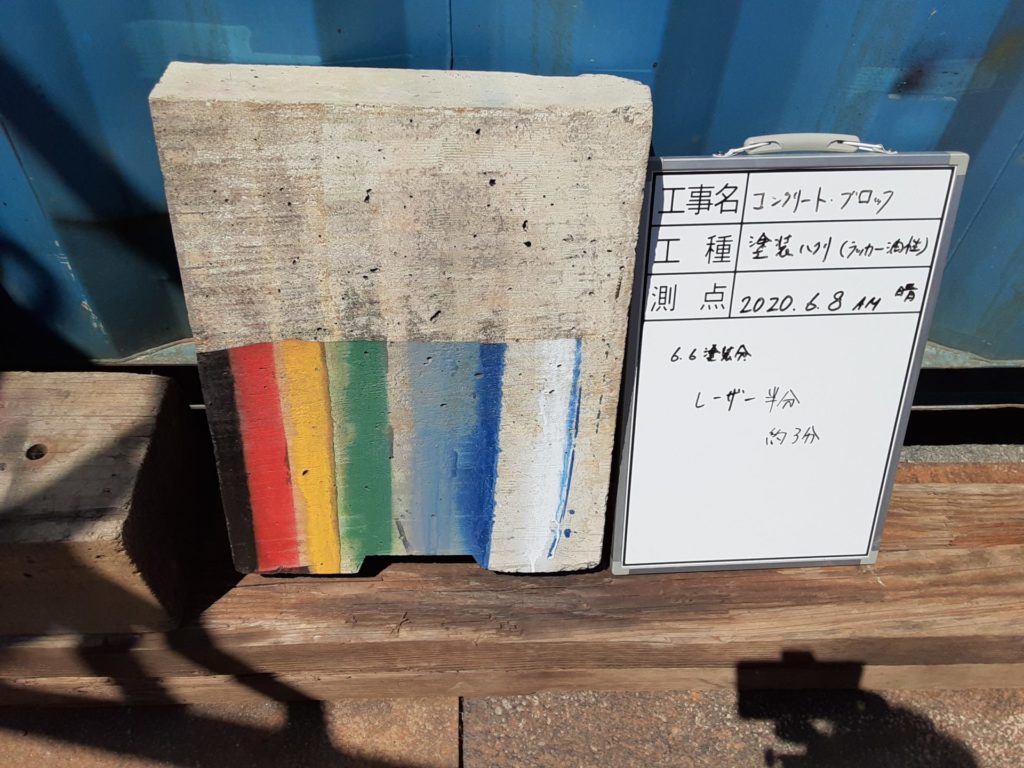 工事名 コンクリート・ブロック
工種 塗装ハクリ(ラッカー油性)
測点 2020.6.8 AM 晴
6.6塗装分
レーザー半分
約3分